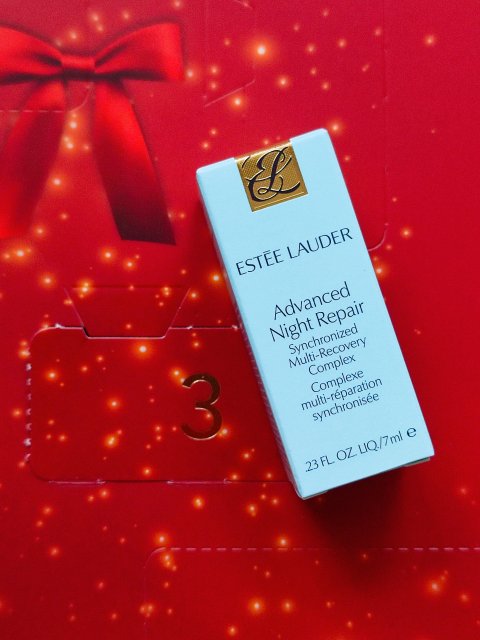 EL
ESTĒE LAUDER
Advanced
Night Repair
Synchronized
Multi-Recovery
Complex
Complexe
multi-réparation
synchronisée
.23 FL. OZ. LIQ./7ml e
3